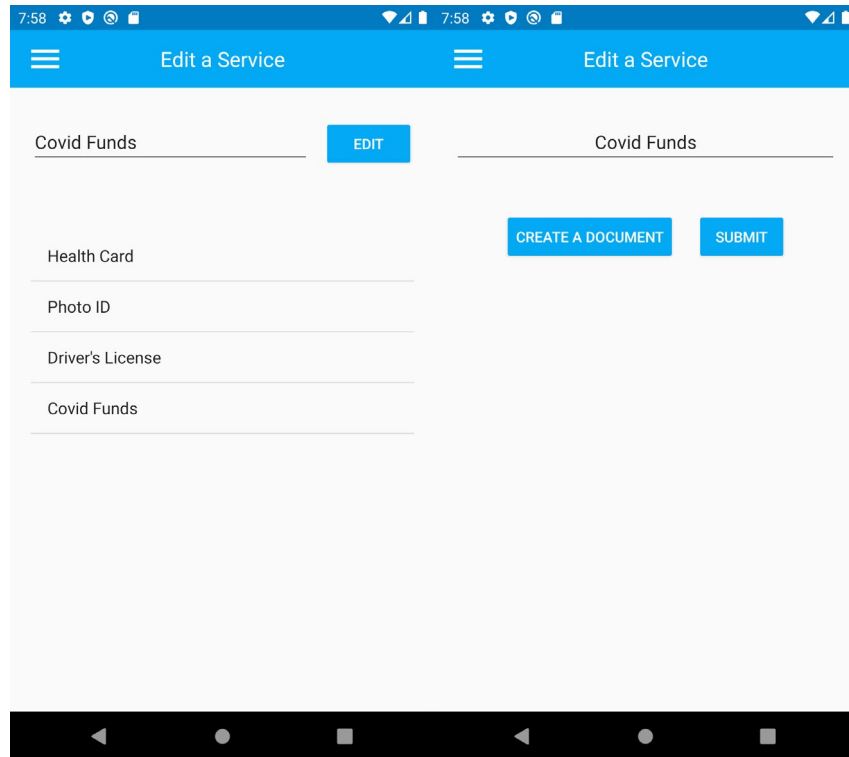 7:58
Edit a Service
Covid Funds
EDIT
Health Card
Photo ID
Driver's License
Covid Funds
7:58
Edit a Service
Covid Funds
CREATE A DOCUMENT
SUBMIT